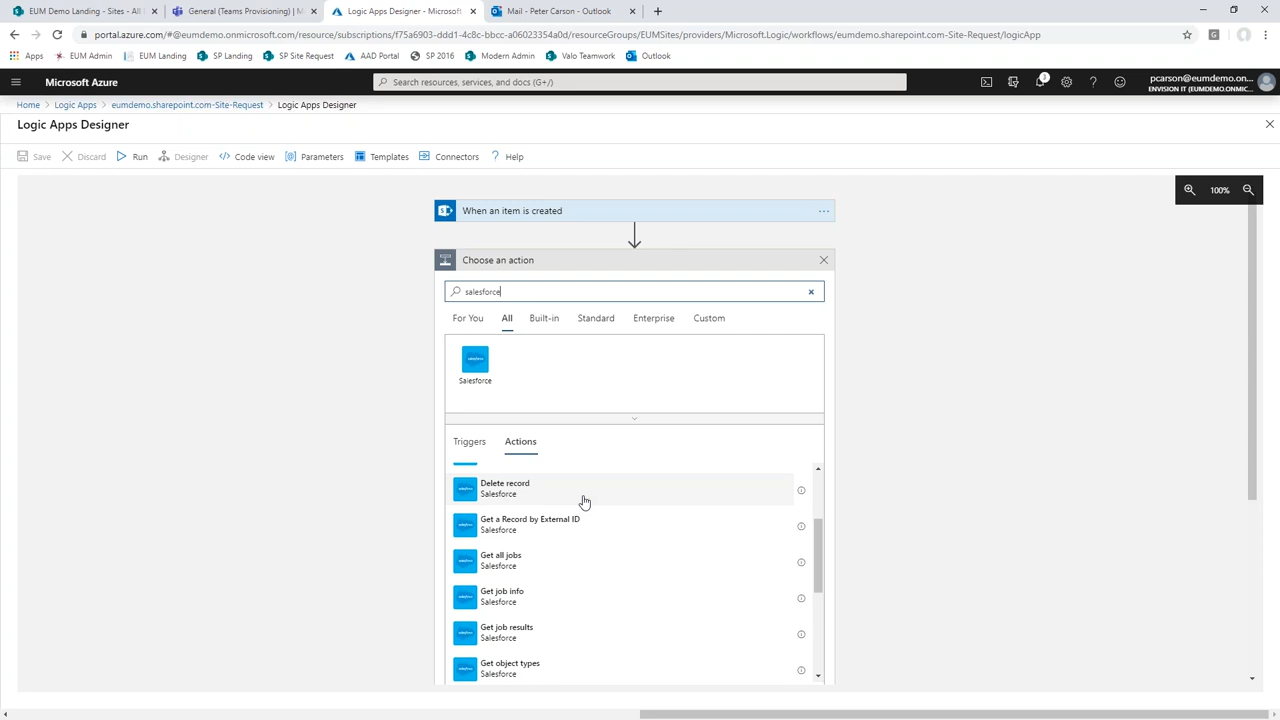 EUM Demo Landing - Sites - All
General (Teams Provisioning) | M
Logic Apps Designer - Microsoft
Mail - Peter Carson - Outlook
portal.azure.com/#@eumdemo.onmicrosoft.com/resource/subscriptions/f75a6903-ddd1-4c8c-bbcc-a06023354a0d/resourceGroups/EUMSites/providers/Microsoft.Logic/workflows/eumdemo.sharepoint.com-Site-Request/logicApp
G
Apps EUM Admin EUM Landing SP Landing SP Site Request AAD Portal SP 2016 Modern Admin Valo Teamwork Outlook
Microsoft Azure
Search resources, services, and docs (G+/)
1
pcarson@eumdemo.on...
ENVISION IT (EUMDEMO.ONMIC...
Home > Logic Apps > eumdemo.sharepoint.com-Site-Request > Logic Apps Designer
Logic Apps Designer
Save Discard Run Designer Code view Parameters Templates Connectors Help
100%
When an item is created
Choose an action
salesforce
For You All Built-in Standard Enterprise Custom
salesforce
Salesforce
Triggers Actions
Delete record
Salesforce
Get a Record by External ID
Salesforce
Get all jobs
Salesforce
Get job info
Salesforce
Get job results
Salesforce
Get object types
Salesforce